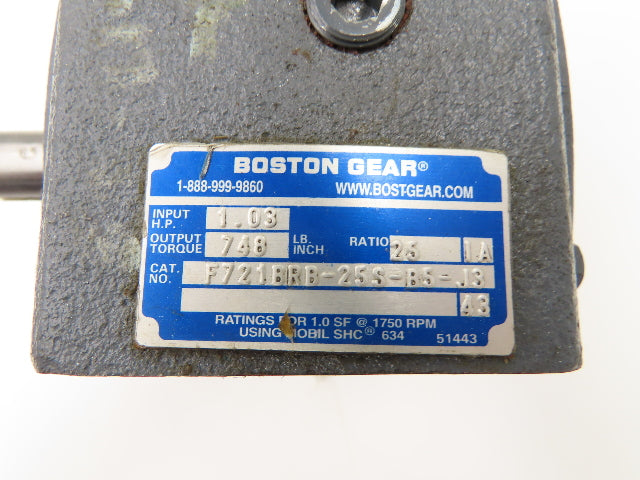 BOSTON GEAR®
1-888-999-9860 WWW.BOSTGEAR.COM
INPUT H.P. 1.03
OUTPUT TORQUE 748 LB. INCH RATIO 25 1A
CAT. NO. F721BRB-25S-B5-J3
43
RATINGS FOR 1.0 SF @ 1750 RPM
USING MOBIL SHC® 634 51443